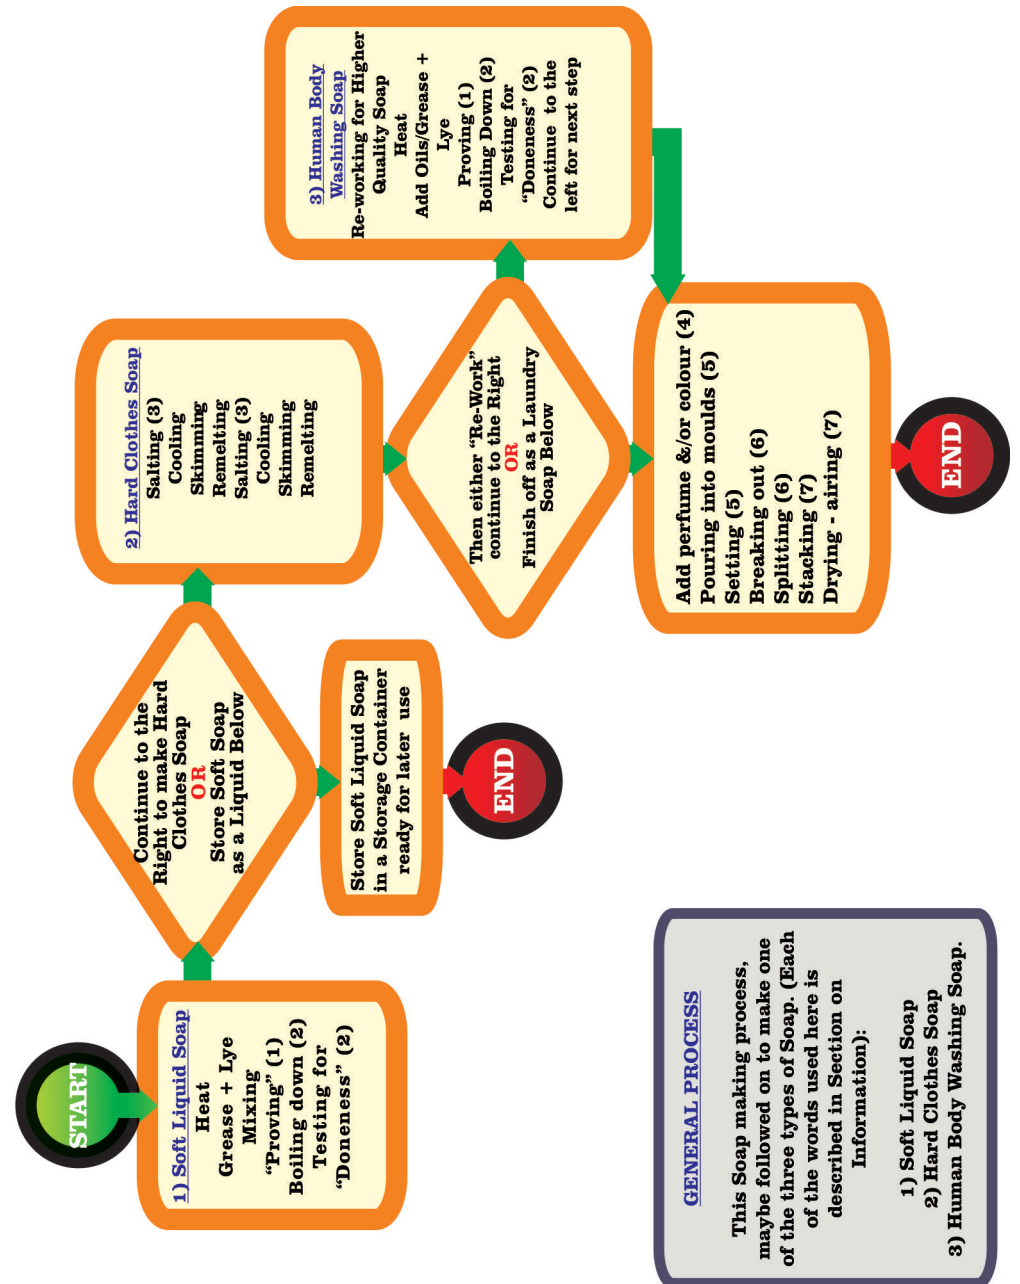 START
1) Soft Liquid Soap
Heat
Grease + Lye
Mixing
“Proving” (1)
Boiling down (2)
Testing for
“Doneness” (2)
Continue to the
Right to make Hard
Clothes Soap
OR
Store Soft Soap
as a Liquid Below
Store Soft Liquid Soap
in a Storage Container
ready for later use
END
2) Hard Clothes Soap
Salting (3)
Cooling
Skimming
Remelting
Salting (3)
Cooling
Skimming
Remelting
Then either “Re-Work”
continue to the Right
OR
Finish off as a Laundry
Soap Below
3) Human Body
Washing Soap
Re-working for Higher
Quality Soap
Heat
Add Oils/Grease +
Lye
Proving (1)
Boiling Down (2)
Testing for
“Doneness” (2)
Continue to the
left for next step
Add perfume &/or colour (4)
Pouring into moulds (5)
Setting (5)
Breaking out (6)
Splitting (6)
Stacking (7)
Drying - airing (7)
END
GENERAL PROCESS
This Soap making process,
maybe followed on to make one
of the three types of Soap. (Each
of the words used here is
described in Section on
Information):
1) Soft Liquid Soap
2) Hard Clothes Soap
3) Human Body Washing Soap.